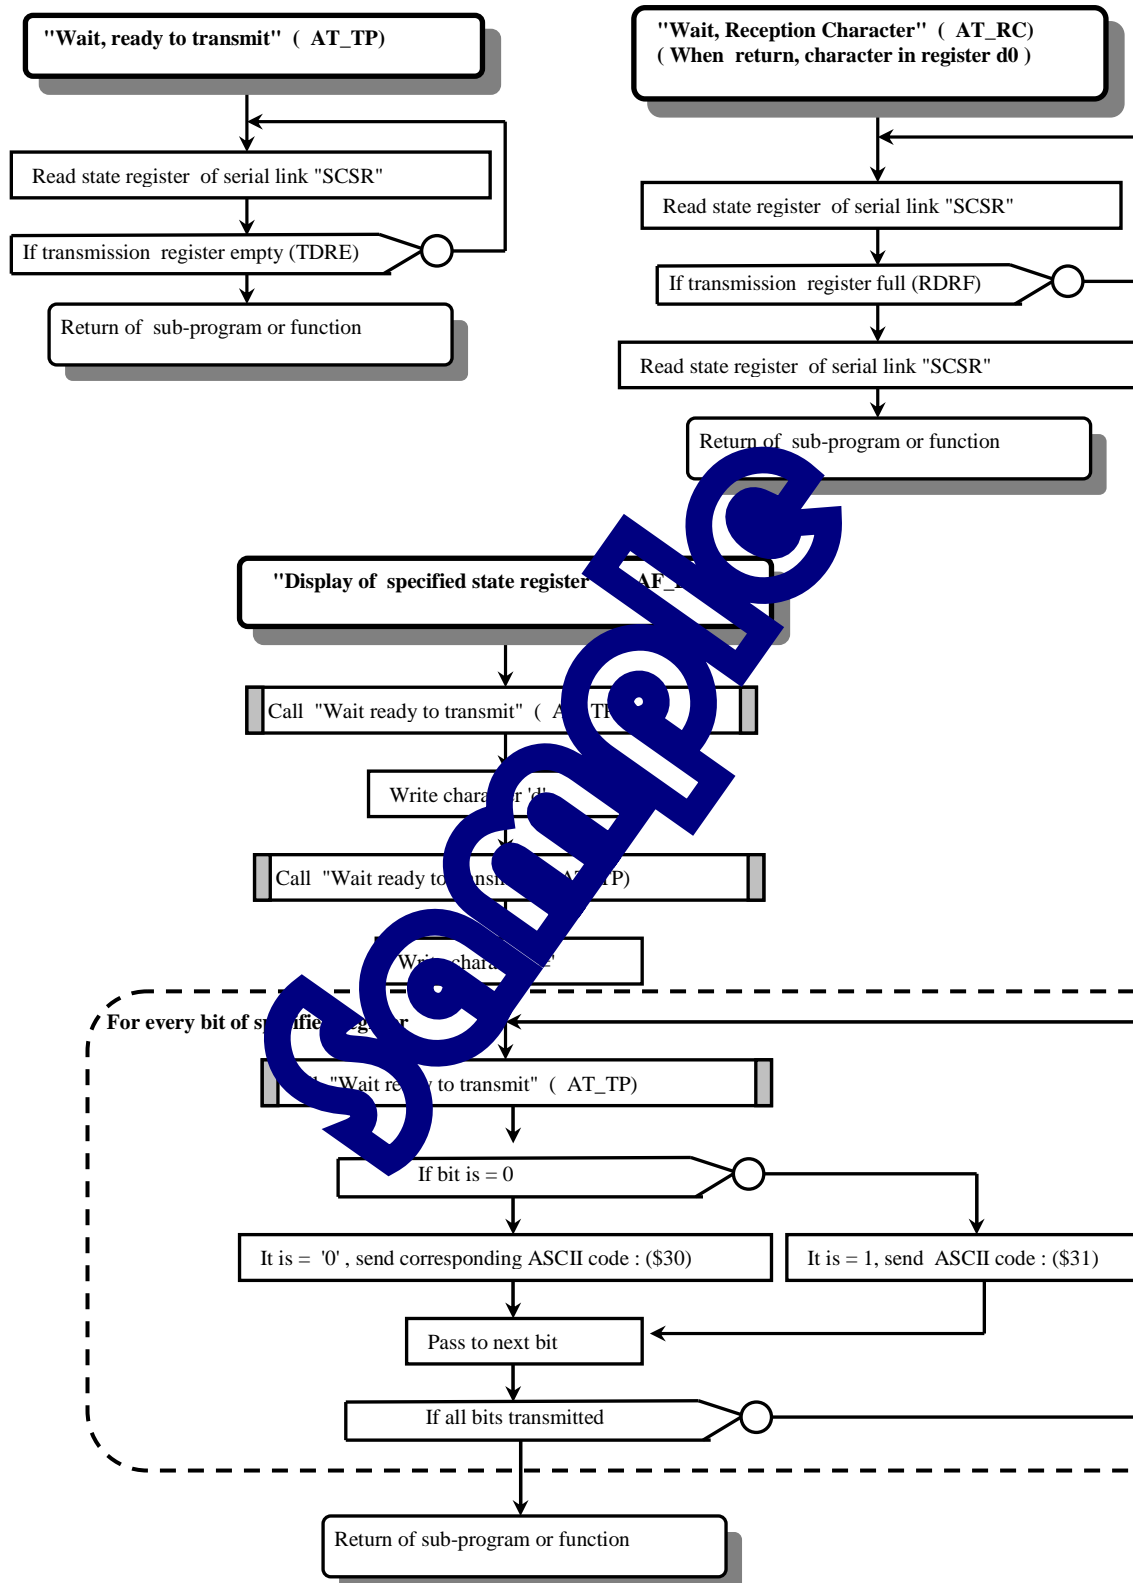 "Wait, ready to transmit" ( AT_TP)
Read state register of serial link "SCSR"
If transmission register empty (TDRE)
Return of sub-program or function
"Wait, Reception Character" ( AT_RC)
( When return, character in register d0 )
Read state register of serial link "SCSR"
If transmission register full (RDRF)
Read state register of serial link "SCSR"
Return of sub-program or function
"Display of specified state register
Call "Wait ready to transmit" (
Write character 'd'
Call "Wait ready to
Write
For every bit of
"Wait to transmit" ( AT_TP)
If bit is = 0
It is = '0' , send corresponding ASCII code : ($30)
It is = 1, send ASCII code : ($31)
Pass to next bit
If all bits transmitted
Return of sub-program or function
Sample